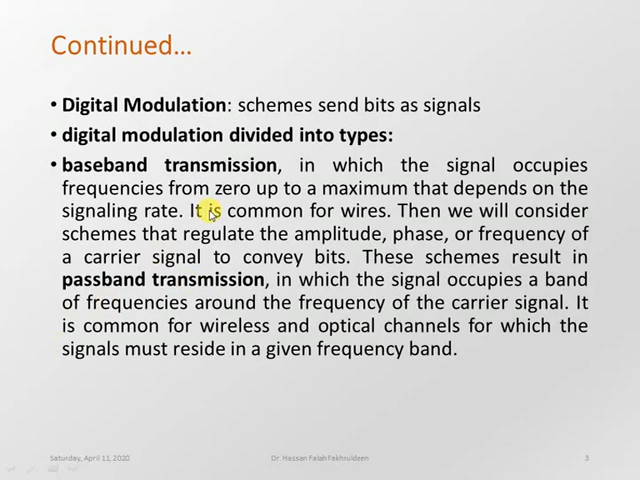 Continued...
• Digital Modulation: schemes send bits as signals
• digital modulation divided into types:
• baseband transmission, in which the signal occupies
frequencies from zero up to a maximum that depends on the
signaling rate. It is common for wires. Then we will consider
schemes that regulate the amplitude, phase, or frequency of
a carrier signal to convey bits. These schemes result in
passband transmission, in which the signal occupies a band
of frequencies around the frequency of the carrier signal. It
is common for wireless and optical channels for which the
signals must reside in a given frequency band.
Saturday, April 11, 2020 Dr. Hassan Falah Fakhruldeen 3